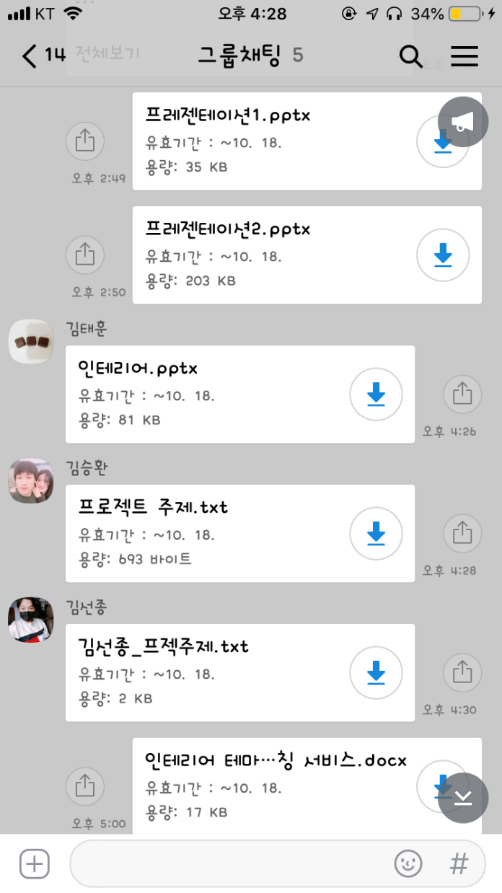 KT 오후 4:28 34%
14 전체보기 그룹채팅 5
프레젠테이션1.pptx
유효기간 : ~10. 18.
용량: 35 KB
오후 2:49
프레젠테이션2.pptx
유효기간 : ~10. 18.
용량: 203 KB
오후 2:50
김태훈
인테리어.pptx
유효기간 : ~10. 18.
용량: 81 KB
오후 4:26
김승환
프로젝트 주제.txt
유효기간 : ~10. 18.
용량: 693 바이트
오후 4:28
김선종
김선종_프젝주제.txt
유효기간 : ~10. 18.
용량: 2 KB
오후 4:30
인테리어 테마…칭 서비스.docx
유효기간 : ~10. 18.
용량: 17 KB
오후 5:00
#